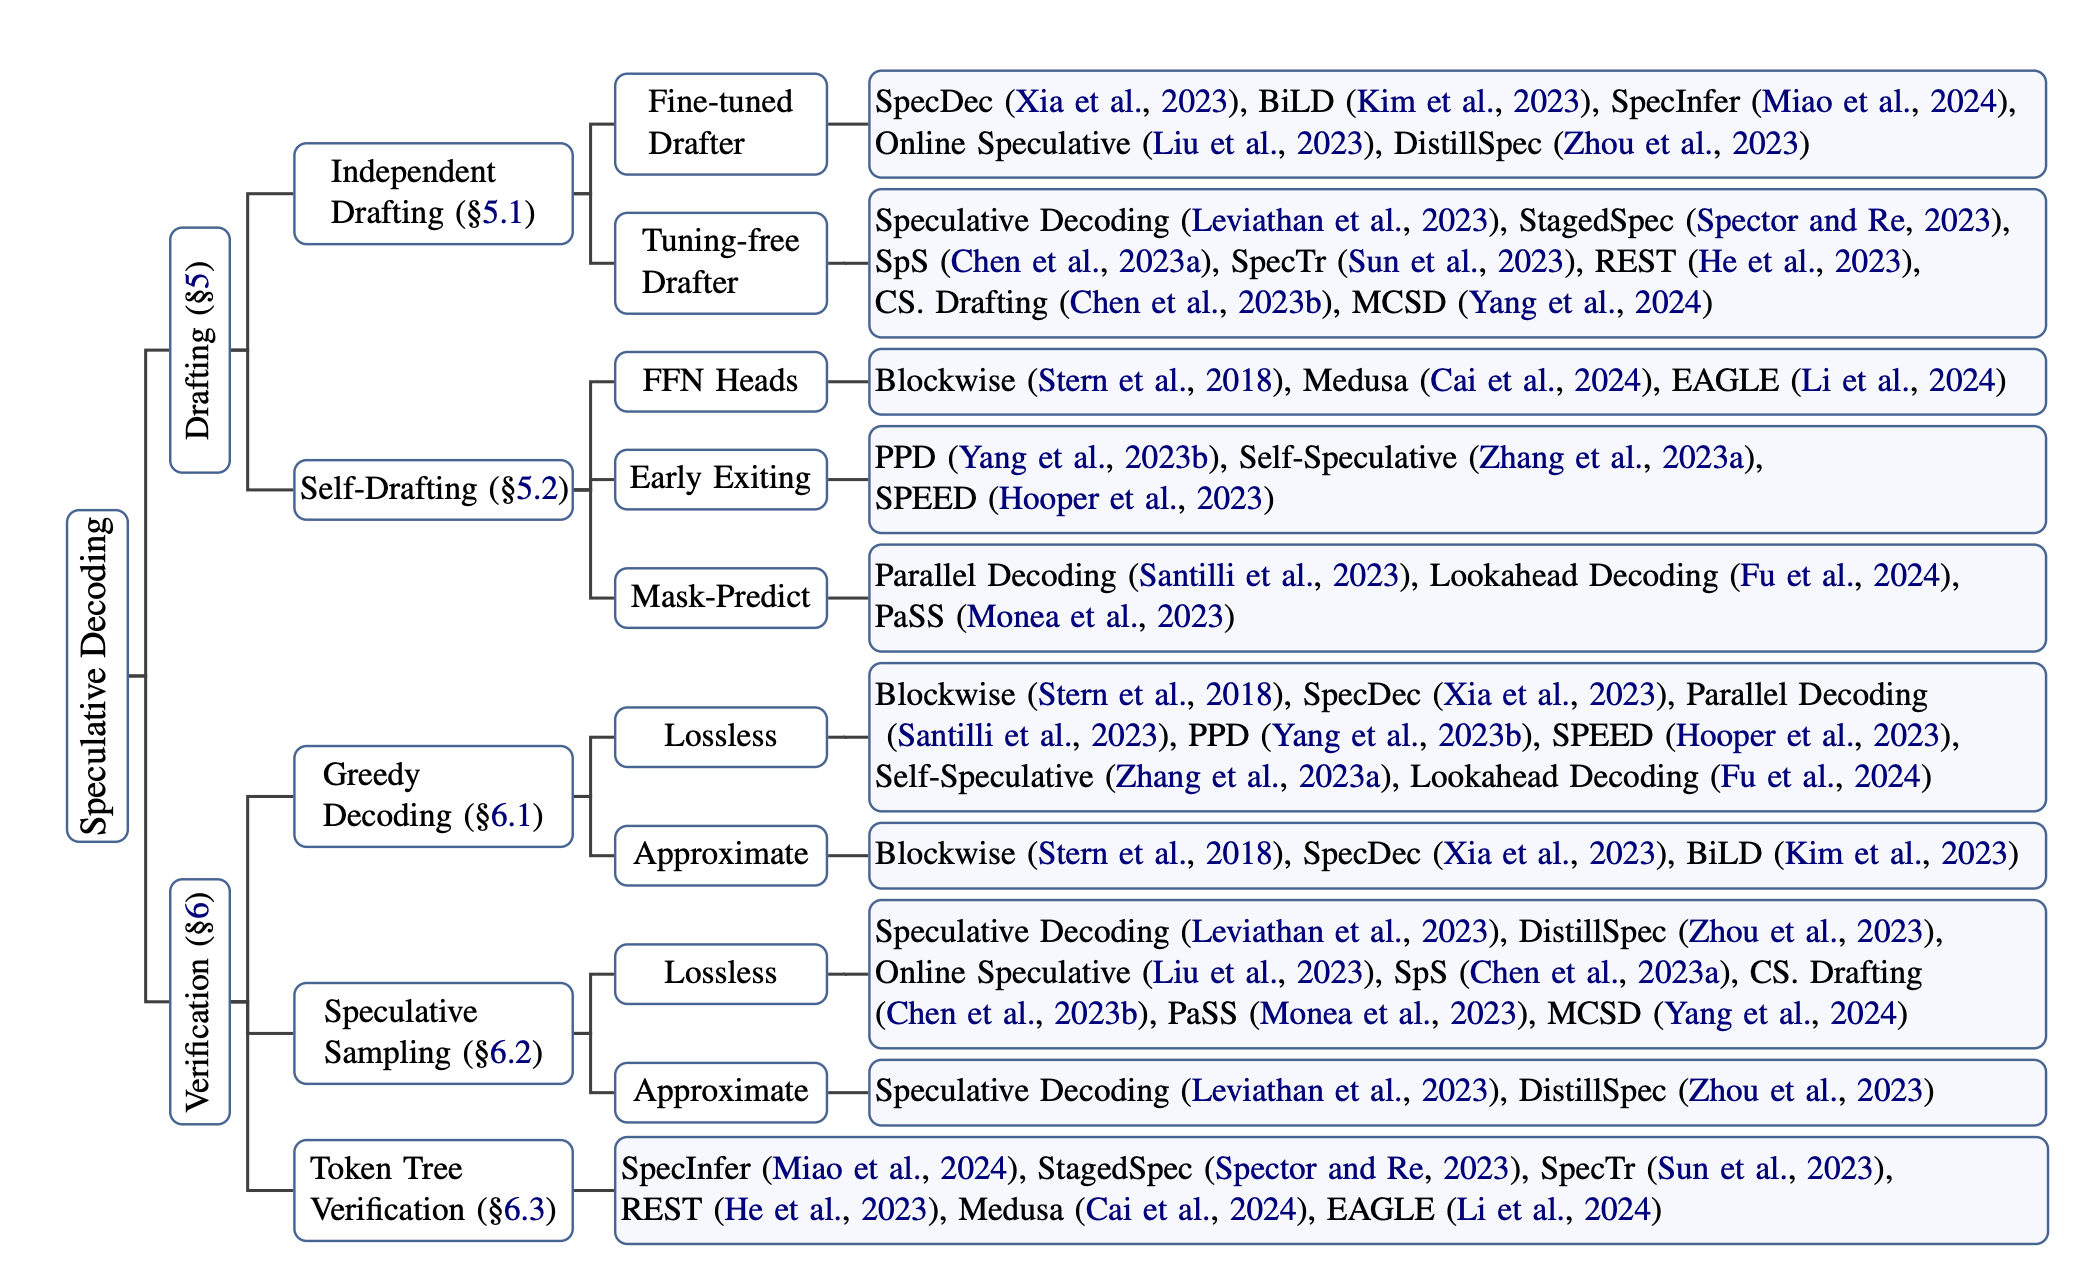 Speculative Decoding
Drafting (§5)
Independent
Drafting (§5.1)
Fine-tuned
Drafter
SpecDec (Xia et al., 2023), BiLD (Kim et al., 2023), SpecInfer (Miao et al., 2024),
Online Speculative (Liu et al., 2023), DistillSpec (Zhou et al., 2023)
Tuning-free
Drafter
Speculative Decoding (Leviathan et al., 2023), StagedSpec (Spector and Re, 2023),
SpS (Chen et al., 2023a), SpecTr (Sun et al., 2023), REST (He et al., 2023),
CS. Drafting (Chen et al., 2023b), MCSD (Yang et al., 2024)
Self-Drafting (§5.2)
FFN Heads
Blockwise (Stern et al., 2018), Medusa (Cai et al., 2024), EAGLE (Li et al., 2024)
Early Exiting
PPD (Yang et al., 2023b), Self-Speculative (Zhang et al., 2023a),
SPEED (Hooper et al., 2023)
Mask-Predict
Parallel Decoding (Santilli et al., 2023), Lookahead Decoding (Fu et al., 2024),
PaSS (Monea et al., 2023)
Verification (§6)
Greedy
Decoding (§6.1)
Lossless
Blockwise (Stern et al., 2018), SpecDec (Xia et al., 2023), Parallel Decoding
(Santilli et al., 2023), PPD (Yang et al., 2023b), SPEED (Hooper et al., 2023),
Self-Speculative (Zhang et al., 2023a), Lookahead Decoding (Fu et al., 2024)
Approximate
Blockwise (Stern et al., 2018), SpecDec (Xia et al., 2023), BiLD (Kim et al., 2023)
Speculative
Sampling (§6.2)
Lossless
Speculative Decoding (Leviathan et al., 2023), DistillSpec (Zhou et al., 2023),
Online Speculative (Liu et al., 2023), SpS (Chen et al., 2023a), CS. Drafting
(Chen et al., 2023b), PaSS (Monea et al., 2023), MCSD (Yang et al., 2024)
Approximate
Speculative Decoding (Leviathan et al., 2023), DistillSpec (Zhou et al., 2023)
Token Tree
Verification (§6.3)
SpecInfer (Miao et al., 2024), StagedSpec (Spector and Re, 2023), SpecTr (Sun et al., 2023),
REST (He et al., 2023), Medusa (Cai et al., 2024), EAGLE (Li et al., 2024)